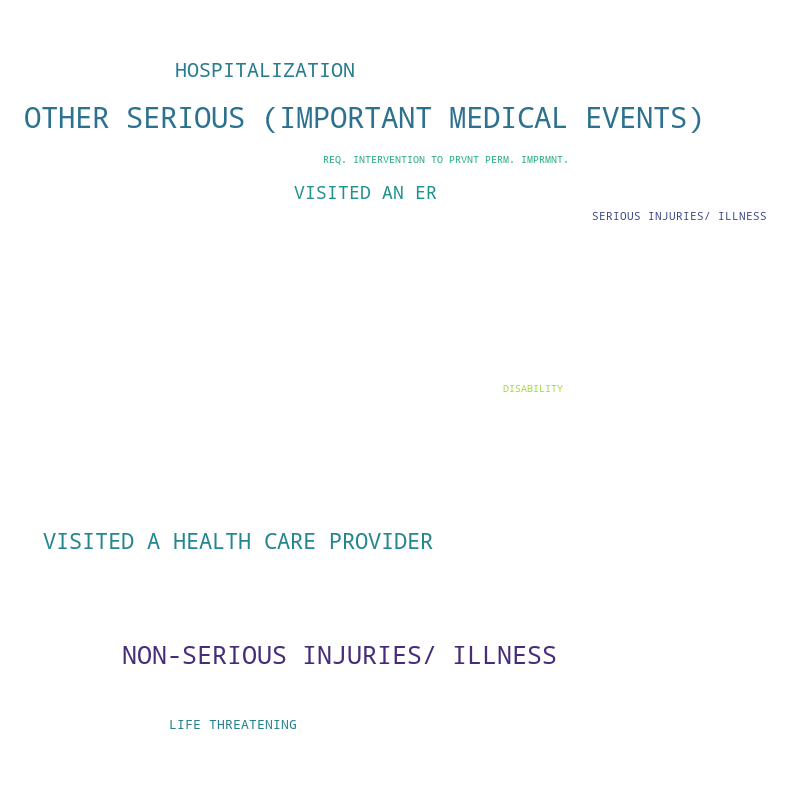 HOSPITALIZATION
OTHER SERIOUS (IMPORTANT MEDICAL EVENTS)
REQ. INTERVENTION TO PRVNT PERM. IMPRMNT.
VISITED AN ER
SERIOUS INJURIES/ ILLNESS
DISABILITY
VISITED A HEALTH CARE PROVIDER
NON-SERIOUS INJURIES/ ILLNESS
LIFE THREATENING